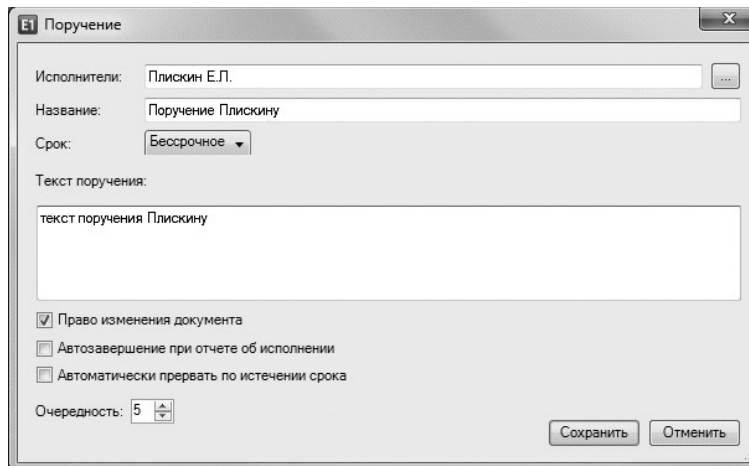 E1 Поручение
Исполнители: Плискин Е.П. ...
Название: Поручение Плискину
Срок: Бессрочное
Текст поручения:
текст поручения Плискину
Право изменения документа
Автозавершение при отчете об исполнении
Автоматически прервать по истечении срока
Очередность: 5
Сохранить Отменить